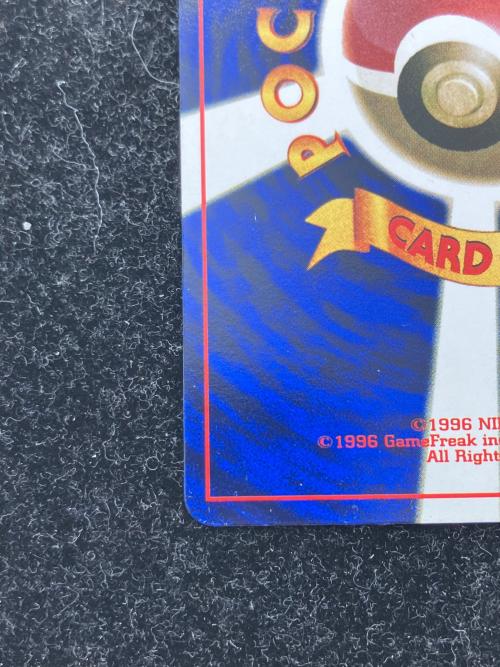 POC
CARD
©1996 NI
©1996 GameFreak in
All Right